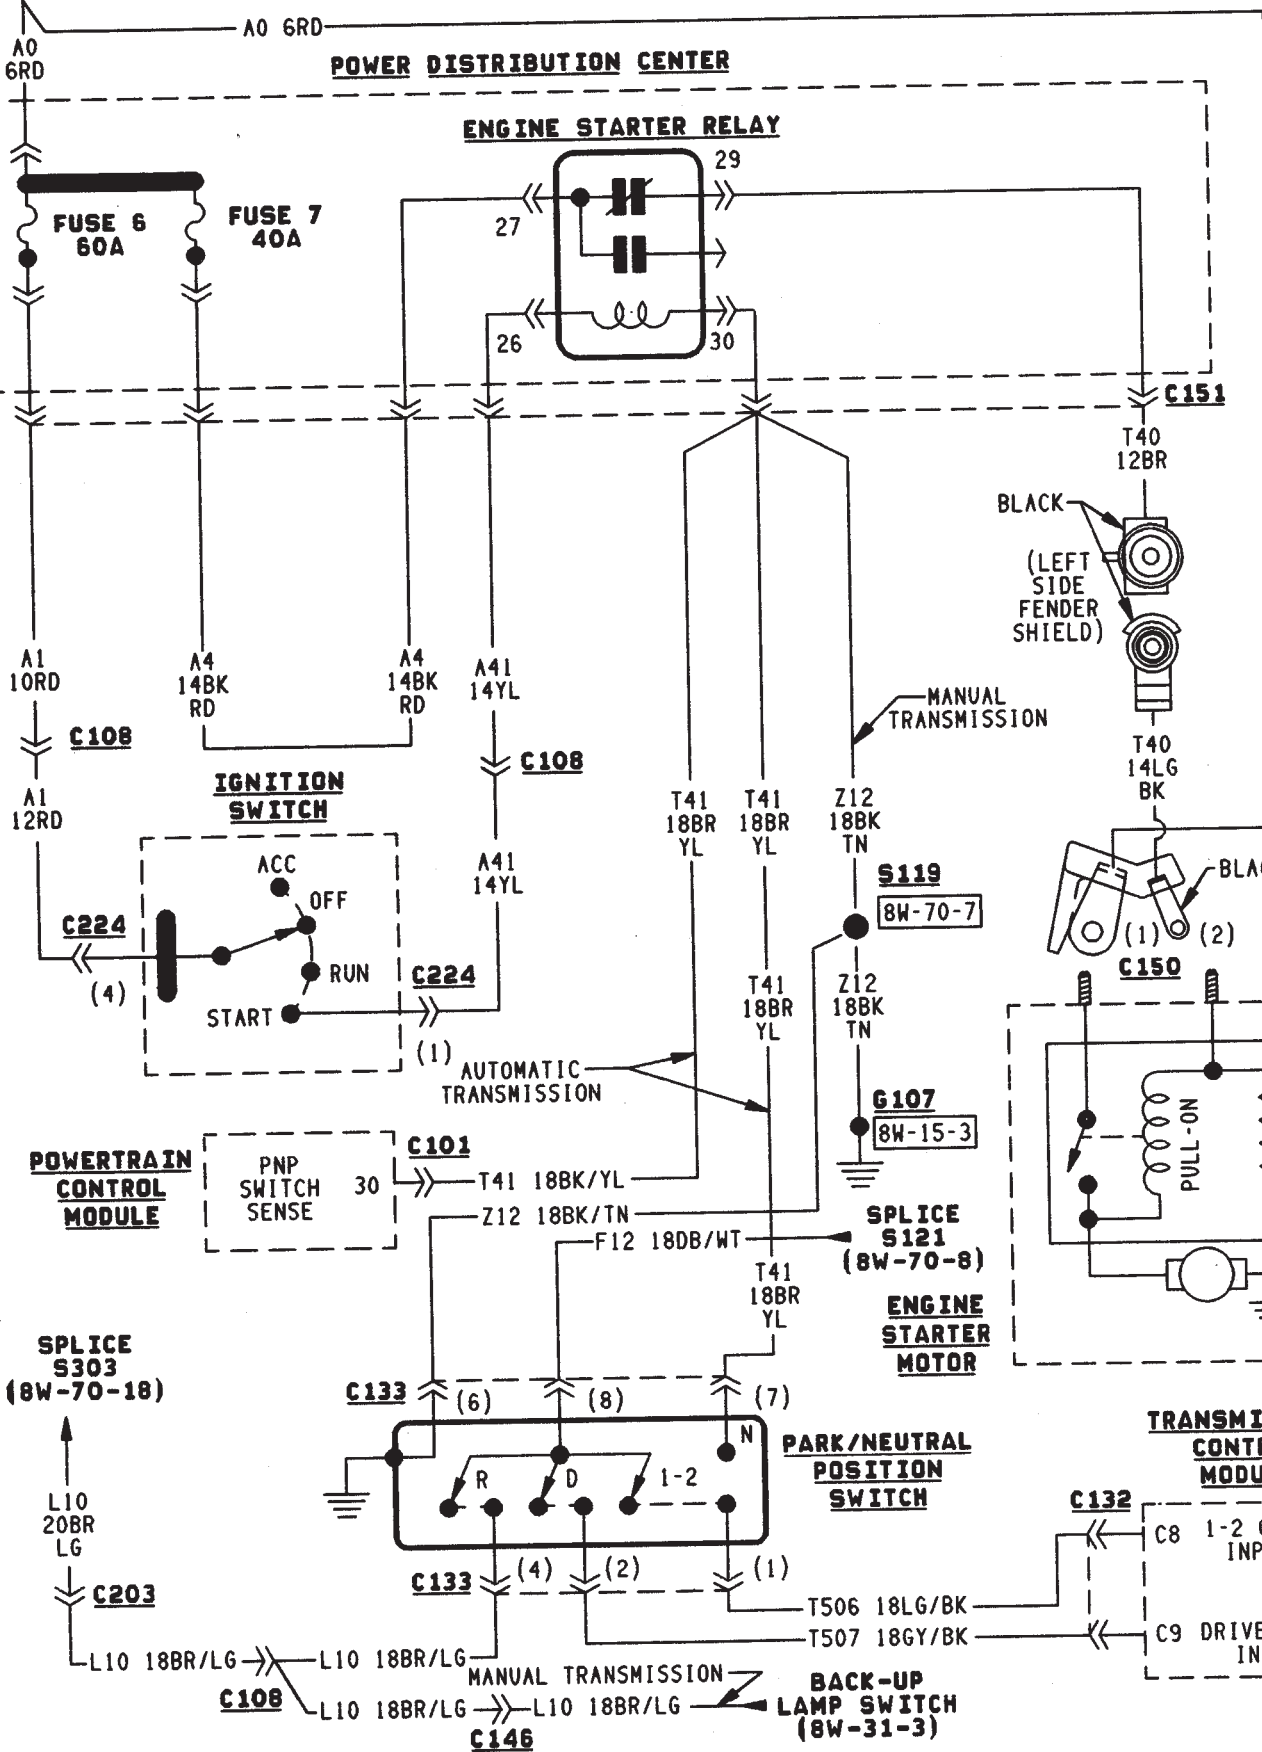 A0 6RD
A0
6RD
POWER DISTRIBUTION CENTER
ENGINE STARTER RELAY
29
FUSE 6
60A
FUSE 7
40A
27
26
30
C151
T40
12BR
BLACK
(LEFT
SIDE
FENDER
SHIELD)
A1
10RD
A4
14BK
RD
A4
14BK
RD
A41
14YL
MANUAL
TRANSMISSION
C108
C108
T40
14LG
BK
IGNITION
SWITCH
A1
12RD
T41
18BR
YL
T41
18BR
YL
Z12
18BK
TN
ACC
OFF
A41
14YL
S119
8W-70-7
C224
(4)
RUN
START
C224
(1)
(1)
(2)
C150
T41
18BR
YL
Z12
18BK
TN
AUTOMATIC
TRANSMISSION
G107
8W-15-3
PULL-ON
POWERTRAIN
CONTROL
MODULE
PNP
SWITCH
SENSE
30
C101
T41 18BK/YL
Z12 18BK/TN
F12 18DB/WT
SPLICE
S121
(8W-70-8)
T41
18BR
YL
ENGINE
STARTER
MOTOR
SPLICE
S303
(8W-70-18)
C133
(6)
(8)
(7)
N
R
D
1-2
PARK/NEUTRAL
POSITION
SWITCH
L10
20BR
LG
C132
C8
1-2
C203
C133
(4)
(2)
(1)
T506 18LG/BK
T507 18GY/BK
C9
L10 18BR/LG
L10 18BR/LG
C108
MANUAL TRANSMISSION
L10 18BR/LG
L10 18BR/LG
C146
BACK-UP
LAMP SWITCH
(8W-31-3)